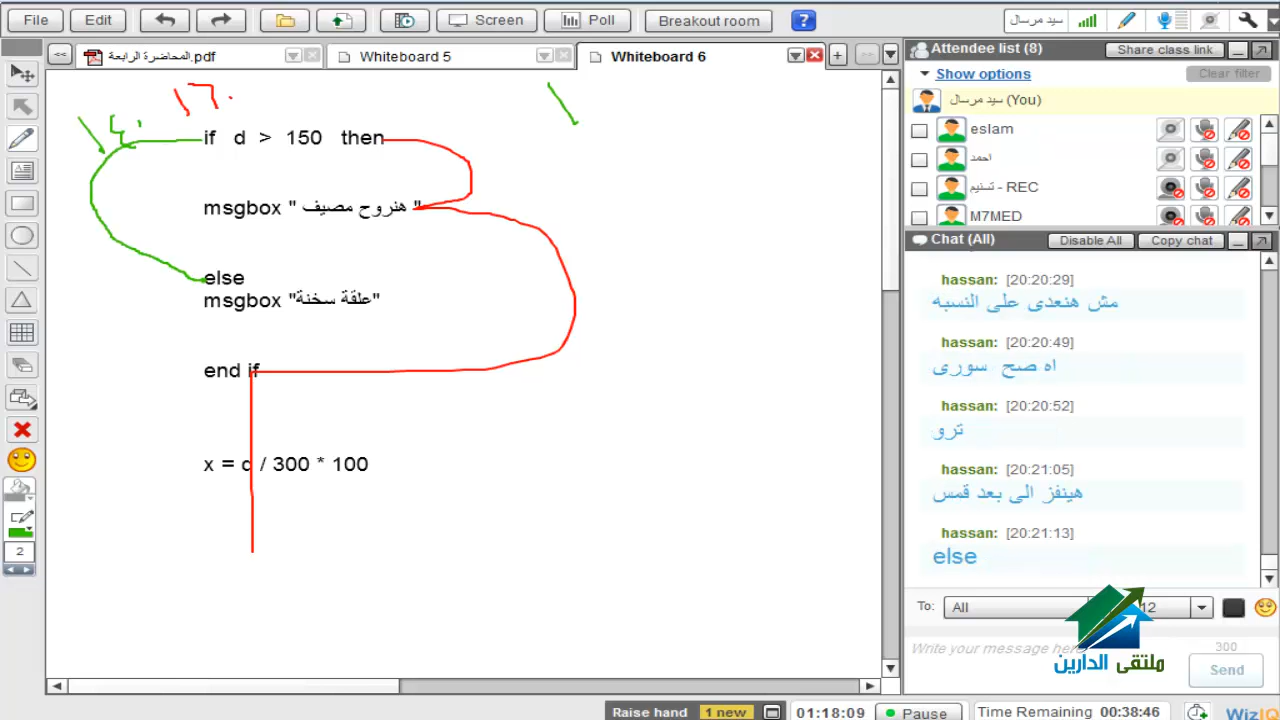 File Edit Screen Poll Breakout room ? سيد مرسال
<< المحاضرة الرابعة.pdf Whiteboard 5 Whiteboard 6 + >>
Attendee list (8) Share class link
Show options Clear filter
سيد مرسال (You)
eslam
احمد
تسنيم - REC
M7MED
١٦٠
if d > 150 then
msgbox " هنروح مصيف "
else
msgbox "علقة سخنة"
end if
x = d / 300 * 100
2
Chat (All) Disable All Copy chat
hassan: [20:20:29]
مش هنعدى على النسبه
hassan: [20:20:49]
اه صح سورى
hassan: [20:20:52]
ترو
hassan: [20:21:05]
هينفز الى بعد قمس
hassan: [20:21:13]
else
To: All 12
Write your message here 300
Send
ملتقى الدارين
Raise hand 1 new 01:18:09 Pause Time Remaining 00:38:46 WizIQ